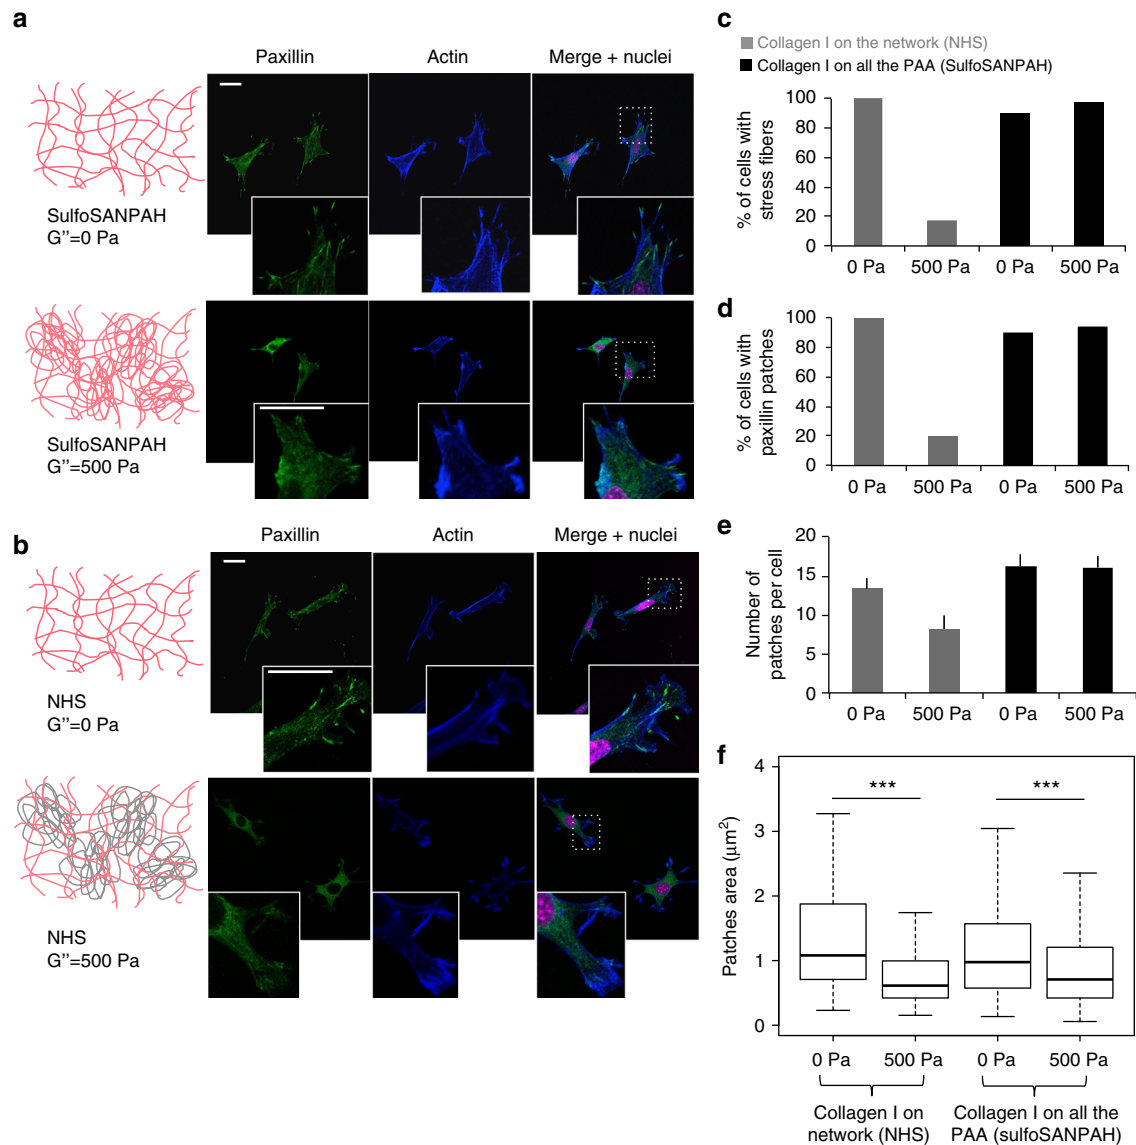 a
Paxillin
Actin
Merge + nuclei
SulfoSANPAH
G''=0 Pa
SulfoSANPAH
G''=500 Pa
b
Paxillin
Actin
Merge + nuclei
NHS
G''=0 Pa
NHS
G''=500 Pa
c
Collagen I on the network (NHS)
Collagen I on all the PAA (SulfoSANPAH)
% of cells with
stress fibers
100
80
60
40
20
0
0 Pa
500 Pa
0 Pa
500 Pa
d
% of cells with
paxillin patches
100
80
60
40
20
0
0 Pa
500 Pa
0 Pa
500 Pa
e
Number of
patches per cell
20
15
10
5
0
0 Pa
500 Pa
0 Pa
500 Pa
f
Patches area (μm²)
4
3
2
1
0
***
***
0 Pa
500 Pa
0 Pa
500 Pa
Collagen I on
network (NHS)
Collagen I on all the
PAA (sulfoSANPAH)